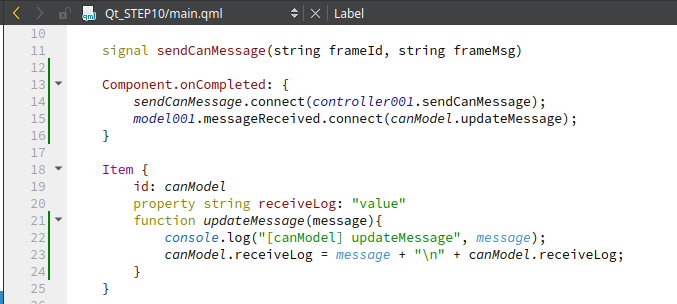 qml Qt_STEP10/main.qml Label
10
11 signal sendCanMessage(string frameId, string frameMsg)
12
13 Component.onCompleted: {
14 sendCanMessage.connect(controller001.sendCanMessage);
15 model001.messageReceived.connect(canModel.updateMessage);
16 }
17
18 Item {
19 id: canModel
20 property string receiveLog: "value"
21 function updateMessage(message){
22 console.log("[canModel] updateMessage", message);
23 canModel.receiveLog = message + "\n" + canModel.receiveLog;
24 }
25 }